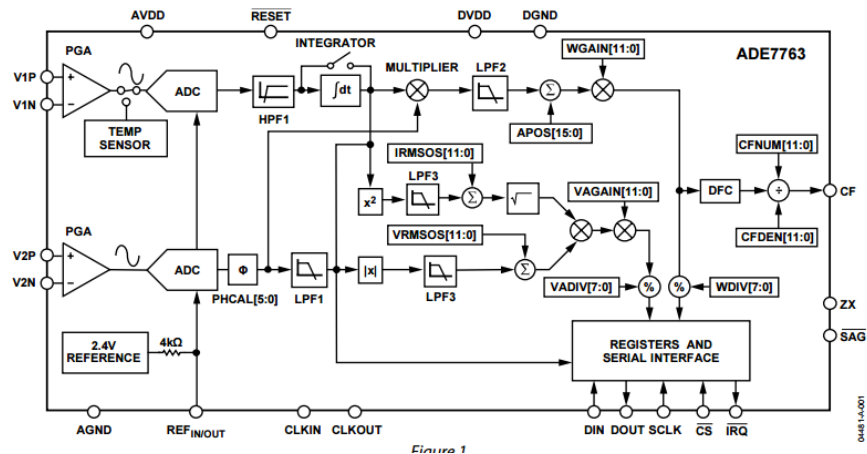 AVDD
RESET
DVDD
DGND
PGA
INTEGRATOR
WGAIN[11:0]
ADE7763
V1P
V1N
+
−
ADC
HPF1
∫dt
MULTIPLIER
LPF2
Σ
APOS[15:0]
TEMP
SENSOR
IRMSOS[11:0]
LPF3
x²
Σ
√
VAGAIN[11:0]
CFNUM[11:0]
DFC
÷
CF
CFDEN[11:0]
PGA
V2P
V2N
+
−
ADC
Φ
PHCAL[5:0]
LPF1
VRMSOS[11:0]
|x|
LPF3
Σ
VADIV[7:0]
%
%
WDIV[7:0]
ZX
SAG
2.4V
REFERENCE
4kΩ
REGISTERS AND
SERIAL INTERFACE
AGND
REFIN/OUT
CLKIN
CLKOUT
DIN
DOUT
SCLK
CS
IRQ
04481-A-001
Figure 1